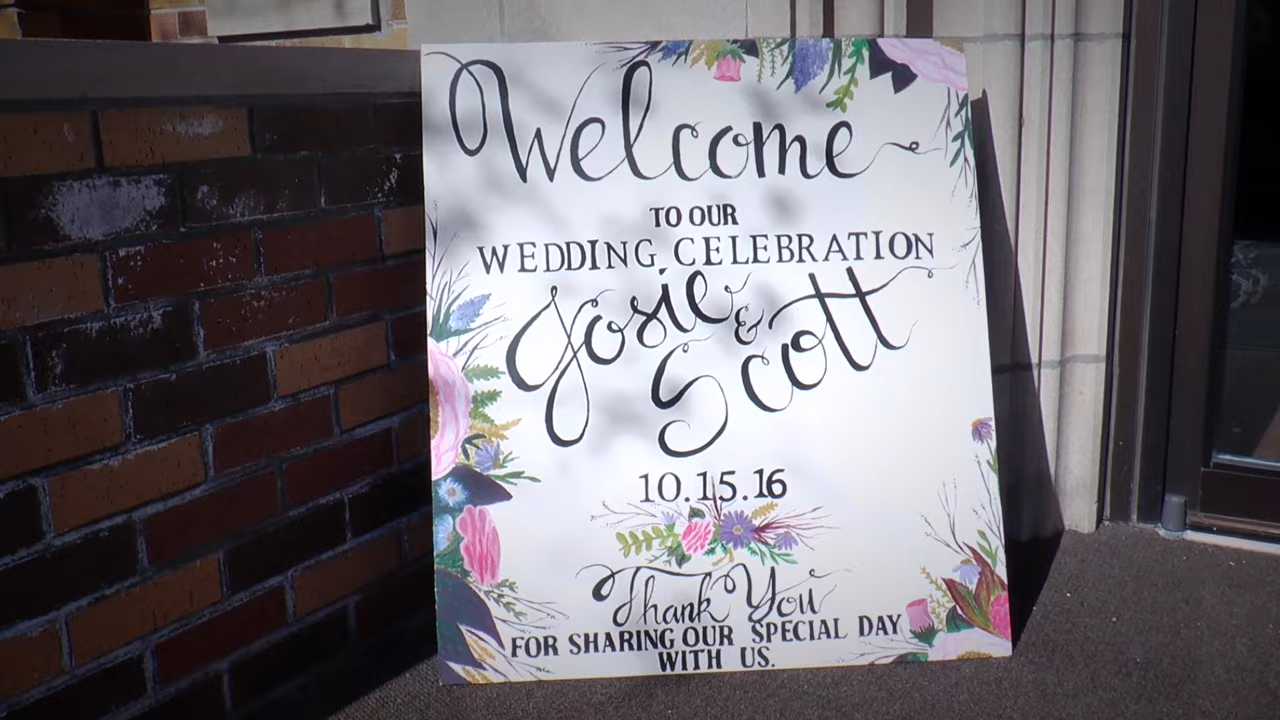 Welcome
TO OUR
WEDDING CELEBRATION
Josie
&
Scott
10.15.16
Thank You
FOR SHARING OUR SPECIAL DAY
WITH US.